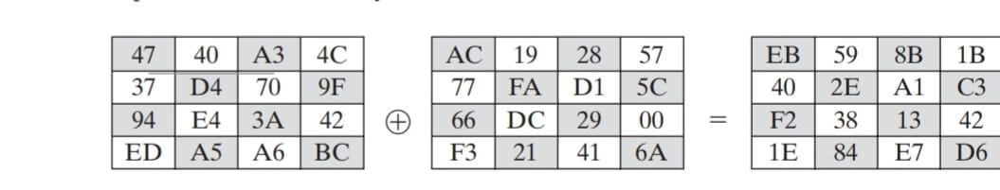 47 40 A3 4C AC 19 28 57 EB 59 8B 1B
37 D4 70 9F 77 FA D1 5C 40 2E A1 C3
94 E4 3A 42 ⊕ 66 DC 29 00 = F2 38 13 42
ED A5 A6 BC F3 21 41 6A 1E 84 E7 D6